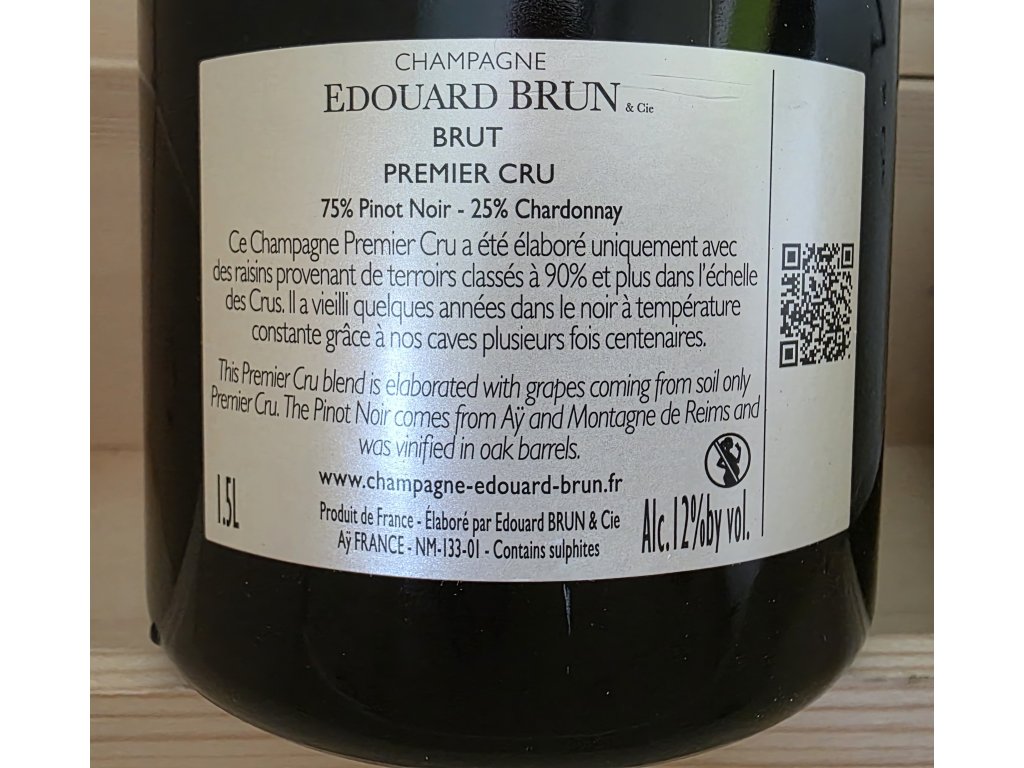 CHAMPAGNE
EDOUARD BRUN & Cie
BRUT
PREMIER CRU
75% Pinot Noir - 25% Chardonnay
Ce Champagne Premier Cru a été élaboré uniquement avec
des raisins provenant de terroirs classés à 90% et plus dans l'échelle
des Crus. Il a vieilli quelques années dans le noir à température
constante grâce à nos caves plusieurs fois centenaires.
This Premier Cru blend is elaborated with grapes coming from soil only
Premier Cru. The Pinot Noir comes from Aÿ and Montagne de Reims and
was vinified in oak barrels.
www.champagne-edouard-brun.fr
1.5L
Produit de France - Élaboré par Edouard BRUN & Cie
Aÿ FRANCE - NM-133-01 - Contains sulphites
Alc.12%by vol.